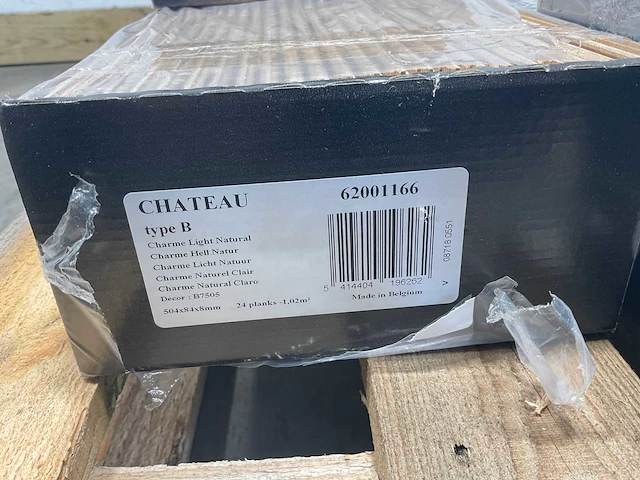 CHATEAU
62001166
type B
Charme Light Natural
Charme Hell Natur
Charme Licht Natuur
Charme Naturel Clair
Charme Natural Claro
Decor : B7505
504x84x8mm
24 planks -1,02m²
5 414404 196262
Made in Belgium
V 08718 0551